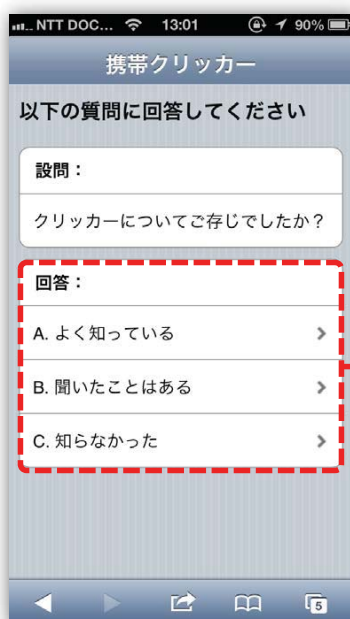 NTT DOC... 13:01 90%
携帯クリッカー
以下の質問に回答してください
設問：
クリッカーについてご存じでしたか？
回答：
A. よく知っている
B. 聞いたことはある
C. 知らなかった
5